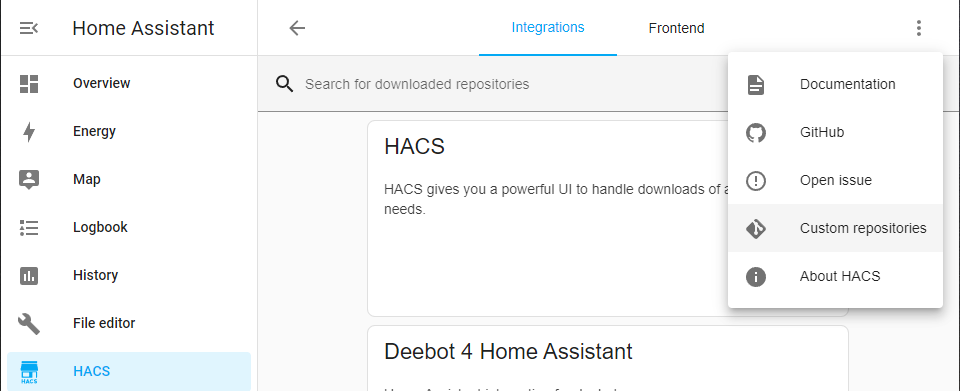 Home Assistant
Integrations
Frontend
Overview
Search for downloaded repositories
Documentation
Energy
HACS
GitHub
Map
HACS gives you a powerful UI to handle downloads of
needs.
Open issue
Logbook
Custom repositories
History
About HACS
File editor
Deebot 4 Home Assistant
HACS
HACS